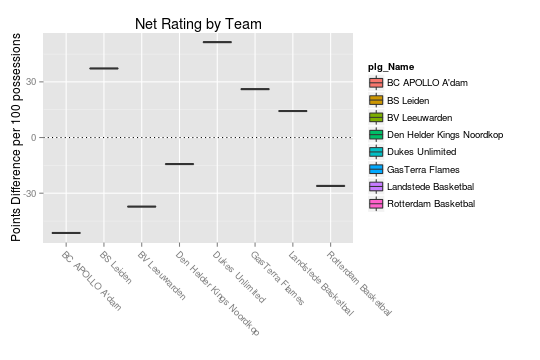 Net Rating by Team
Points Difference per 100 possessions
30
0
-30
BC APOLLO A'dam
BS Leiden
BV Leeuwarden
Den Helder Kings Noordkop
Dukes Unlimited
GasTerra Flames
Landstede Basketbal
Rotterdam Basketbal
plg_Name
BC APOLLO A'dam
BS Leiden
BV Leeuwarden
Den Helder Kings Noordkop
Dukes Unlimited
GasTerra Flames
Landstede Basketbal
Rotterdam Basketbal